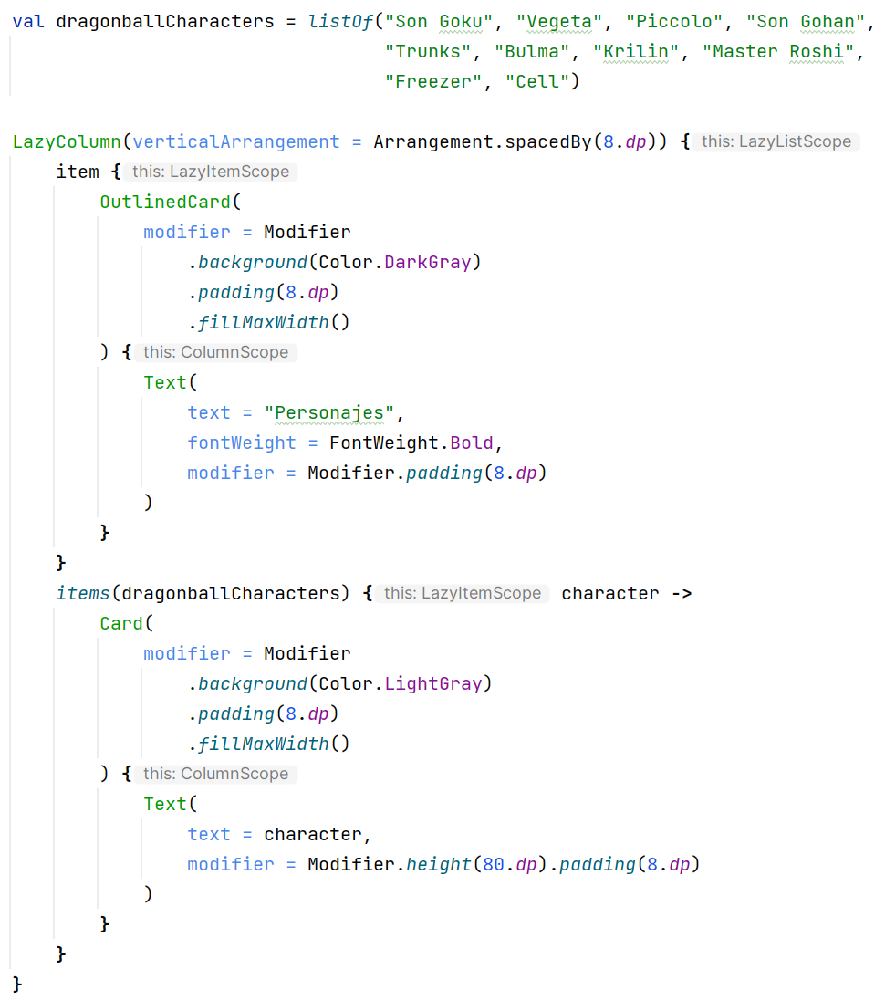 val dragonballCharacters = listOf("Son Goku", "Vegeta", "Piccolo", "Son Gohan",
"Trunks", "Bulma", "Krilin", "Master Roshi",
"Freezer", "Cell")
LazyColumn(verticalArrangement = Arrangement.spacedBy(8.dp)) { this: LazyListScope
item { this: LazyItemScope
OutlinedCard(
modifier = Modifier
.background(Color.DarkGray)
.padding(8.dp)
.fillMaxWidth()
) { this: ColumnScope
Text(
text = "Personajes",
fontWeight = FontWeight.Bold,
modifier = Modifier.padding(8.dp)
)
}
}
items(dragonballCharacters) { this: LazyItemScope character ->
Card(
modifier = Modifier
.background(Color.LightGray)
.padding(8.dp)
.fillMaxWidth()
) { this: ColumnScope
Text(
text = character,
modifier = Modifier.height(80.dp).padding(8.dp)
)
}
}
}